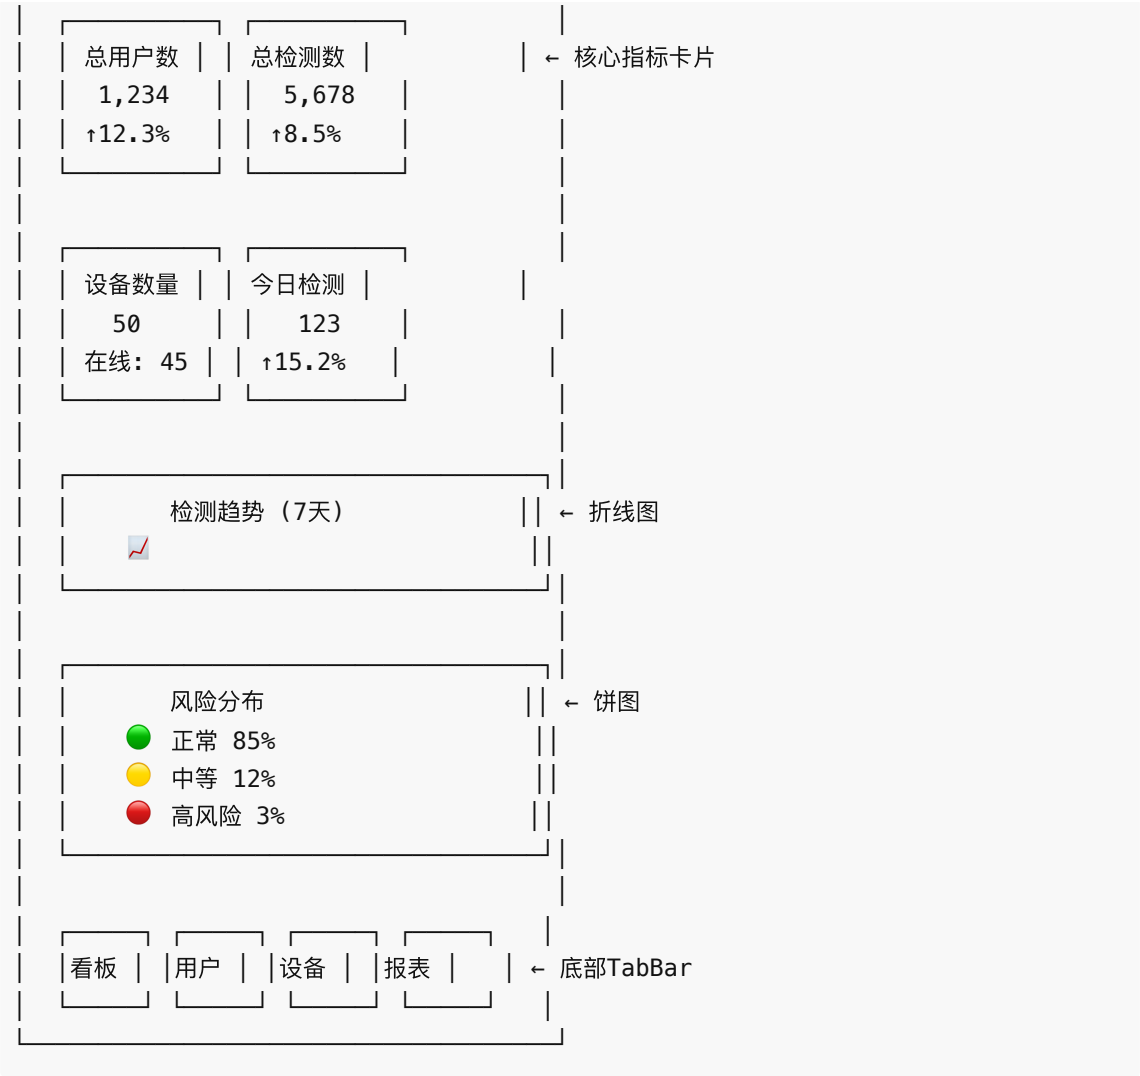 总用户数 总检测数 ← 核心指标卡片
1,234 5,678
↑12.3% ↑8.5%
设备数量 今日检测
50 123
在线: 45 ↑15.2%
检测趋势 (7天) ← 折线图
风险分布 ← 饼图
正常 85%
中等 12%
高风险 3%
看板 用户 设备 报表 ← 底部TabBar